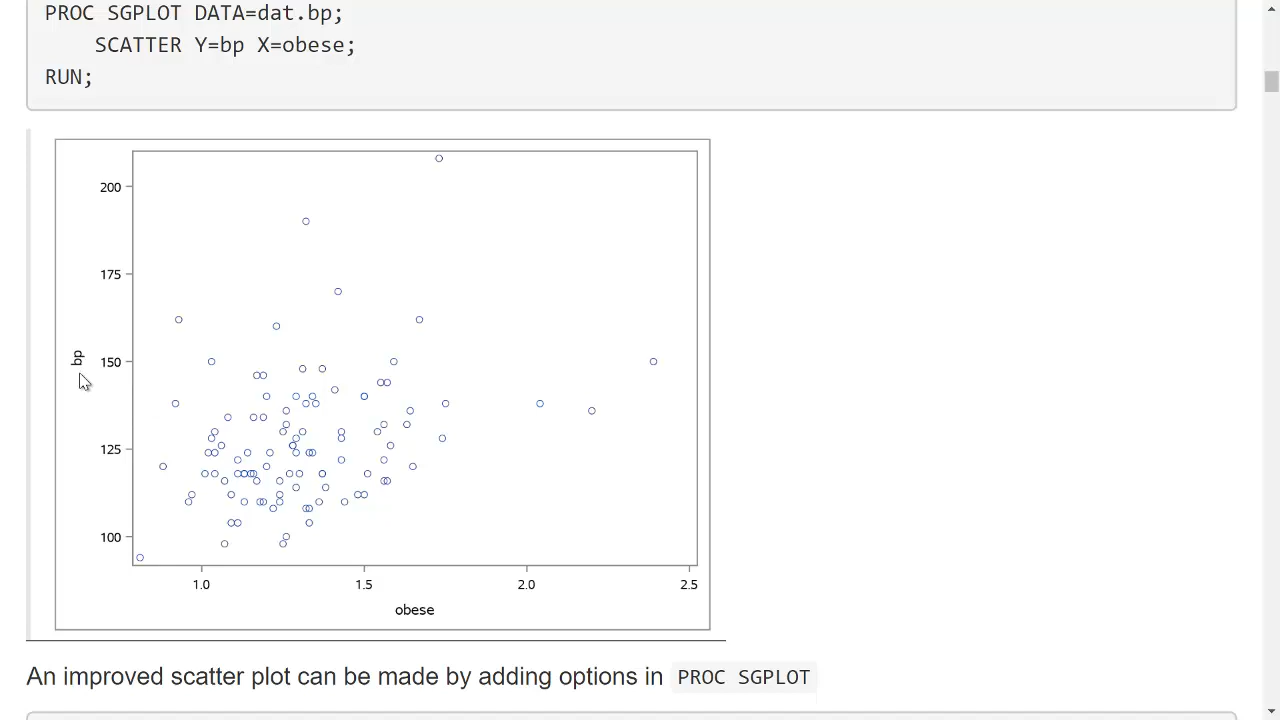 PROC SGPLOT DATA=dat.bp;
SCATTER Y=bp X=obese;
RUN;
200
175
150
125
100
bp
1.0 1.5 2.0 2.5
obese
An improved scatter plot can be made by adding options in PROC SGPLOT